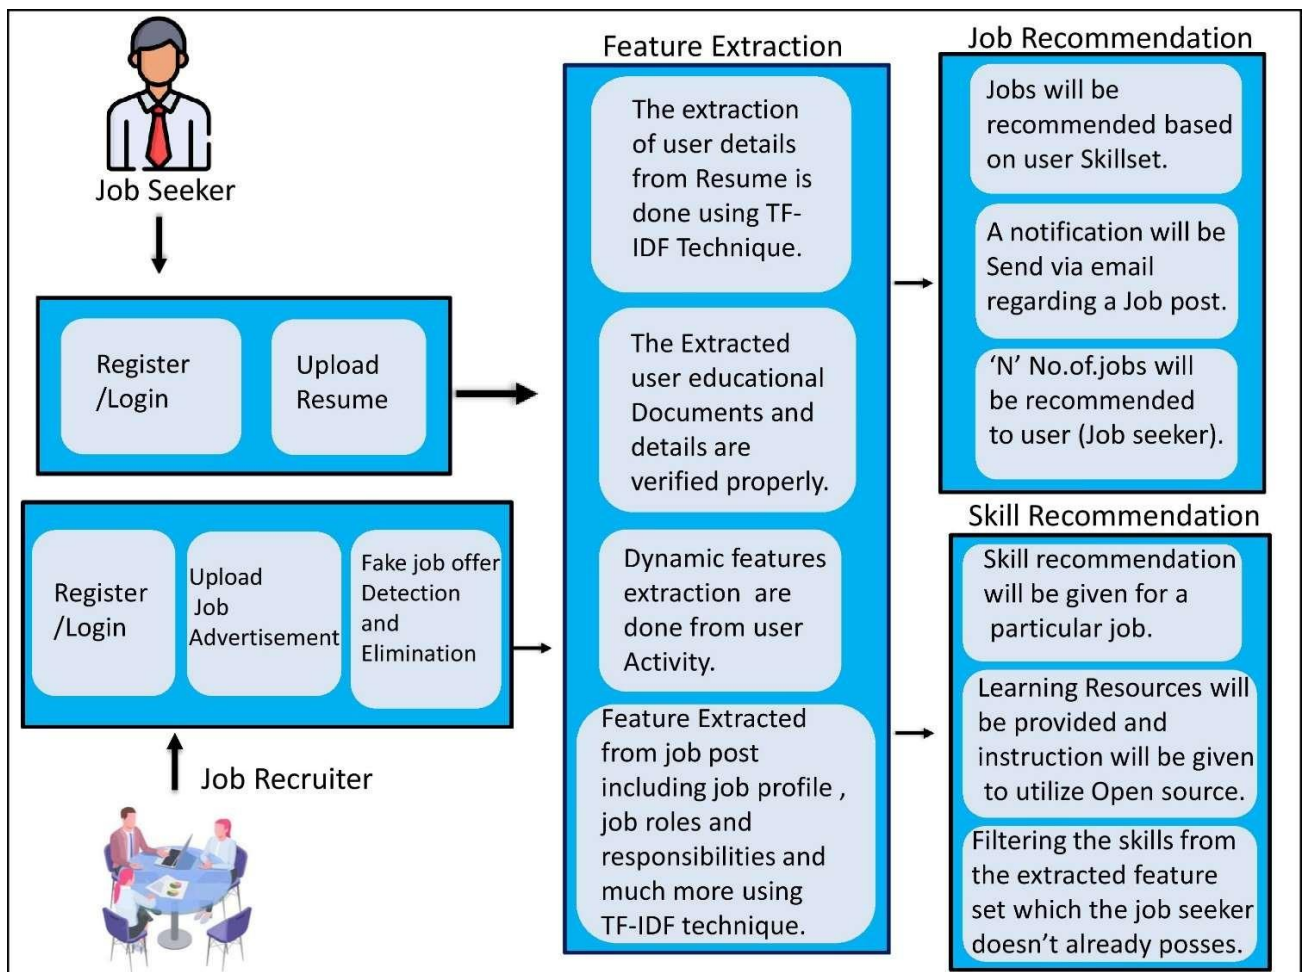 Job Seeker
Register
/Login
Upload
Resume
Register
/Login
Upload
Job
Advertisement
Fake job offer
Detection
and
Elimination
Job Recruiter
Feature Extraction
The extraction
of user details
from Resume is
done using TF-
IDF Technique.
The Extracted
user educational
Documents and
details are
verified properly.
Dynamic features
extraction are
done from user
Activity.
Feature Extracted
from job post
including job profile ,
job roles and
responsibilities and
much more using
TF-IDF technique.
Job Recommendation
Jobs will be
recommended based
on user Skillset.
A notification will be
Send via email
regarding a Job post.
‘N’ No.of.jobs will
be recommended
to user (Job seeker).
Skill Recommendation
Skill recommendation
will be given for a
particular job.
Learning Resources will
be provided and
instruction will be given
to utilize Open source.
Filtering the skills from
the extracted feature
set which the job seeker
doesn’t already posses.